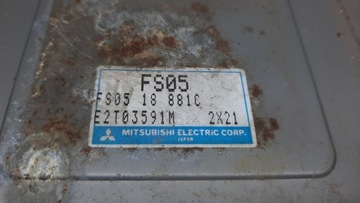 FS05
FS05 18 881C
E2T03591M 2X21
MITSUBISHI ELECTRIC CORP.
JAPAN